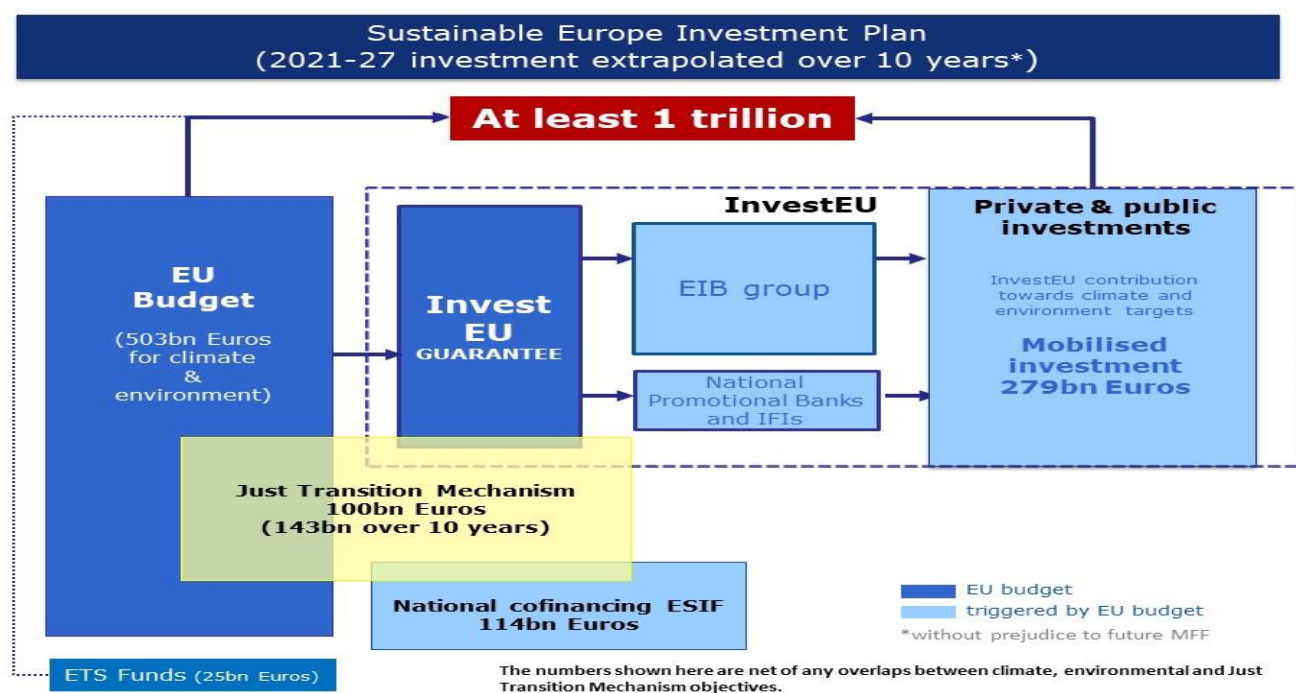 Sustainable Europe Investment Plan
(2021-27 investment extrapolated over 10 years*)
At least 1 trillion
EU
Budget
(503bn Euros
for climate
&
environment)
InvestEU
Invest
EU
GUARANTEE
EIB group
National
Promotional Banks
and IFIs
Private & public
investments
InvestEU contribution
towards climate and
environment targets
Mobilised
investment
279bn Euros
Just Transition Mechanism
100bn Euros
(143bn over 10 years)
National cofinancing ESIF
114bn Euros
EU budget
triggered by EU budget
*without prejudice to future MFF
ETS Funds (25bn Euros)
The numbers shown here are net of any overlaps between climate, environmental and Just
Transition Mechanism objectives.